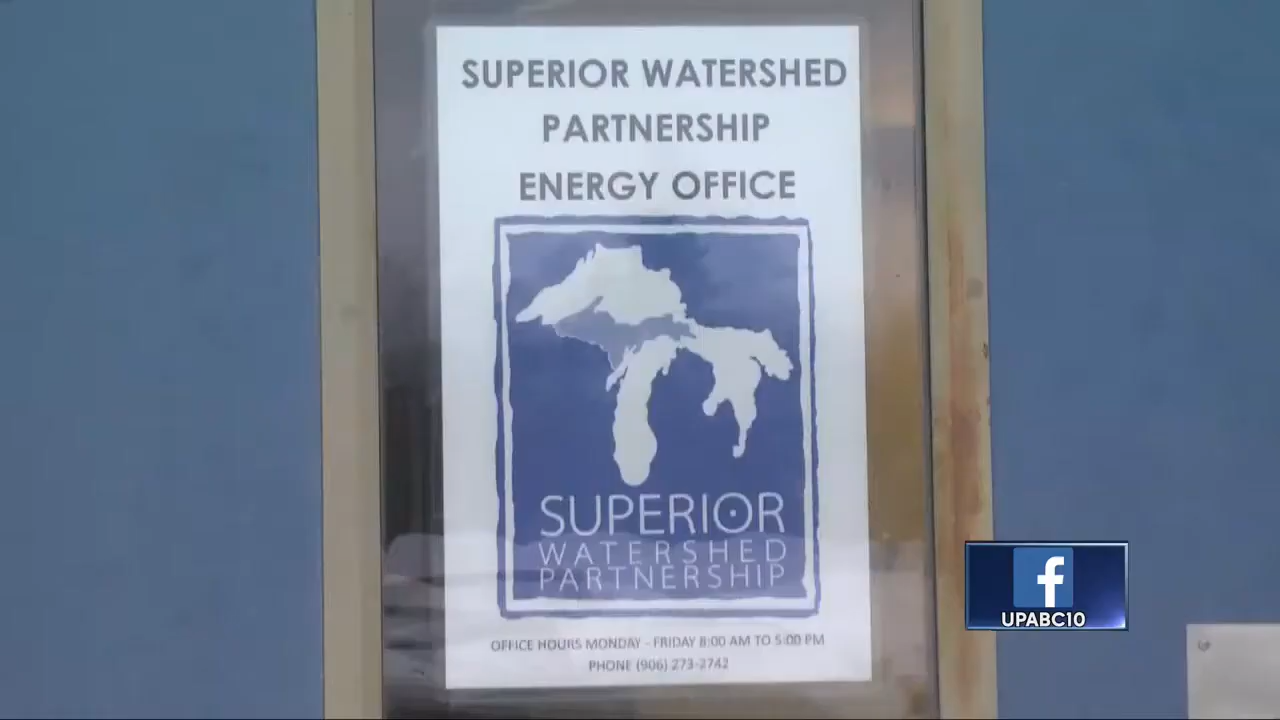 SUPERIOR WATERSHED
PARTNERSHIP
ENERGY OFFICE
SUPERIOR
WATERSHED
PARTNERSHIP
OFFICE HOURS MONDAY - FRIDAY 8:00 AM TO 5:00 PM
PHONE (906) 273-2742
f
UPABC10